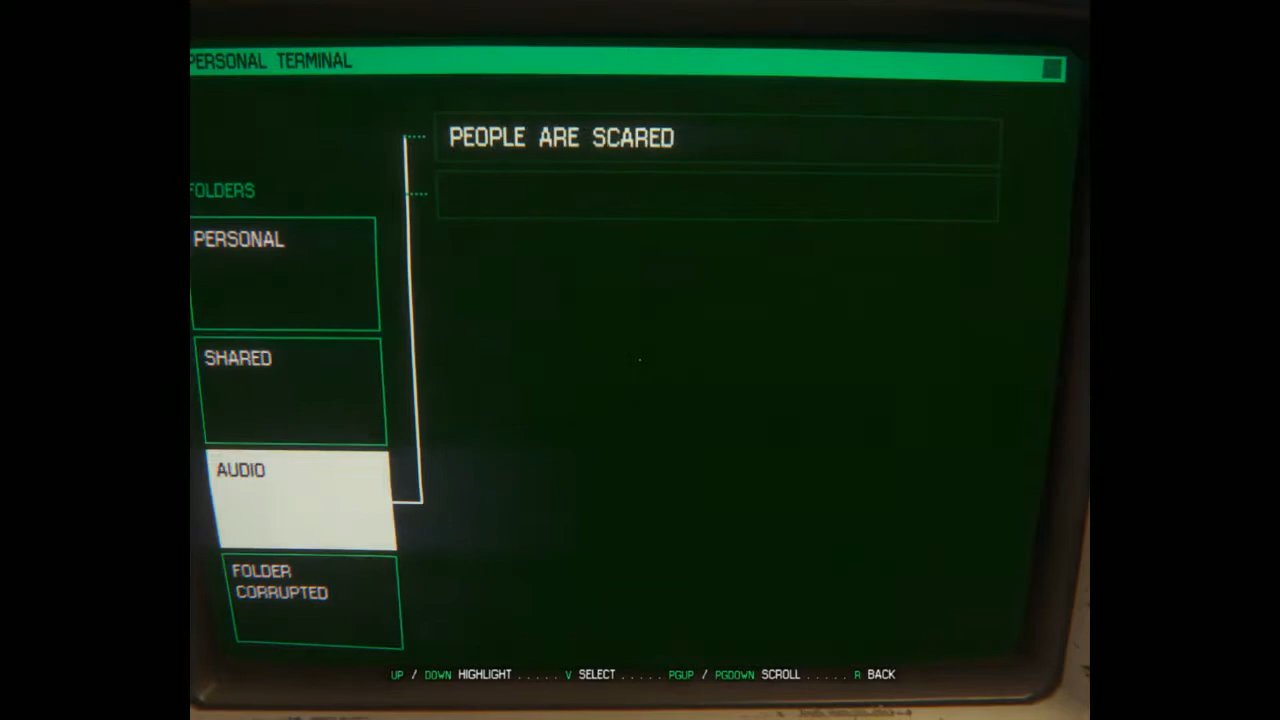 PERSONAL TERMINAL
PEOPLE ARE SCARED
FOLDERS
PERSONAL
SHARED
AUDIO
FOLDER
CORRUPTED
UP / DOWN HIGHLIGHT ..... V SELECT ..... PGUP / PGDOWN SCROLL ..... R BACK